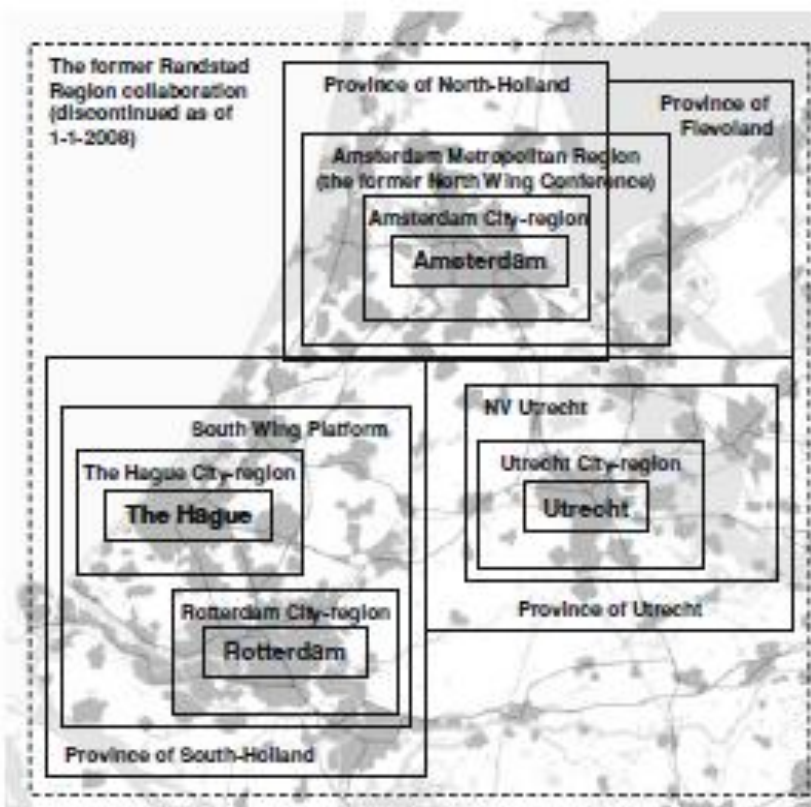 The former Randstad
Region collaboration
(discontinued as of
1-1-2008)
Province of North-Holland
Province of
Flevoland
Amsterdam Metropolitan Region
(the former North Wing Conference)
Amsterdam City-region
Amsterdam
South Wing Platform
The Hague City-region
The Hague
Rotterdam City-region
Rotterdam
Province of South-Holland
NV Utrecht
Utrecht City-region
Utrecht
Province of Utrecht